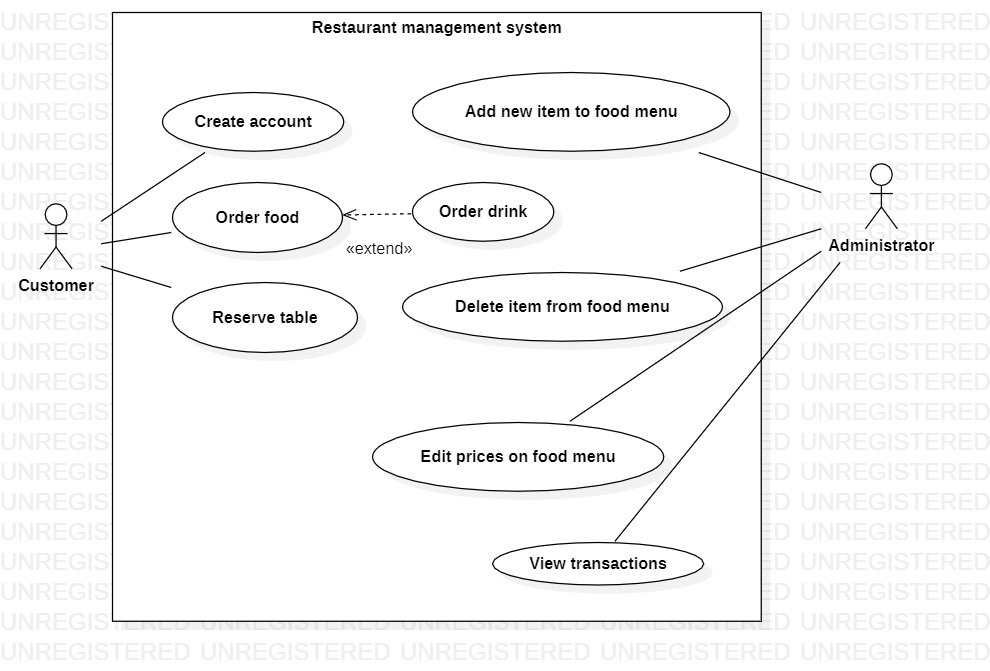 Restaurant management system
Create account
Add new item to food menu
Order food
Order drink
«extend»
Customer
Administrator
Reserve table
Delete item from food menu
Edit prices on food menu
View transactions
UNREGISTERED